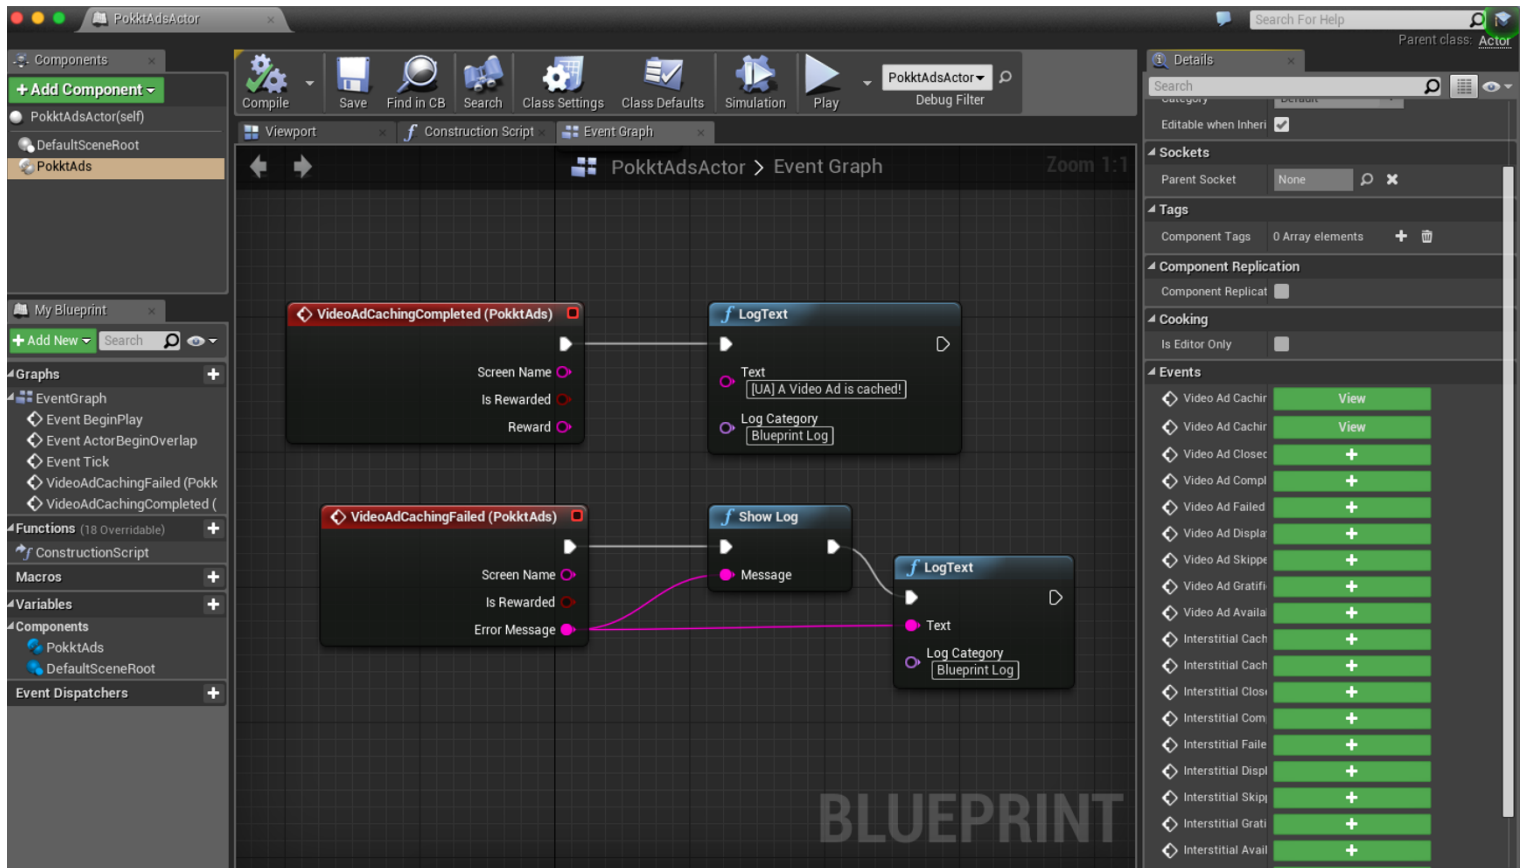 PokktAdsActor
Search For Help
Parent class: Actor
Components
+Add Component
PokktAdsActor(self)
DefaultSceneRoot
PokktAds
Compile
Save
Find in CB
Search
Class Settings
Class Defaults
Simulation
Play
PokktAdsActor
Debug Filter
Viewport
Construction Script
Event Graph
PokktAdsActor > Event Graph
Zoom 1:1
My Blueprint
+Add New
Search
Graphs
EventGraph
Event BeginPlay
Event ActorBeginOverlap
Event Tick
VideoAdCachingFailed (Pokk
VideoAdCachingCompleted (
Functions (18 Overridable)
ConstructionScript
Macros
Variables
Components
PokktAds
DefaultSceneRoot
Event Dispatchers
VideoAdCachingCompleted (PokktAds)
Screen Name
Is Rewarded
Reward
LogText
Text
[UA] A Video Ad is cached!
Log Category
Blueprint Log
VideoAdCachingFailed (PokktAds)
Screen Name
Is Rewarded
Error Message
Show Log
Message
LogText
Text
Log Category
Blueprint Log
BLUEPRINT
Details
Search
Category Default
Editable when Inheri
Sockets
Parent Socket None
Tags
Component Tags 0 Array elements
Component Replication
Component Replicat
Cooking
Is Editor Only
Events
Video Ad Cachin View
Video Ad Cachin View
Video Ad Closed
Video Ad Compl
Video Ad Failed
Video Ad Displa
Video Ad Skippe
Video Ad Gratifi
Video Ad Availa
Interstitial Cach
Interstitial Cach
Interstitial Clos
Interstitial Com
Interstitial Faile
Interstitial Displ
Interstitial Skip
Interstitial Grati
Interstitial Avail